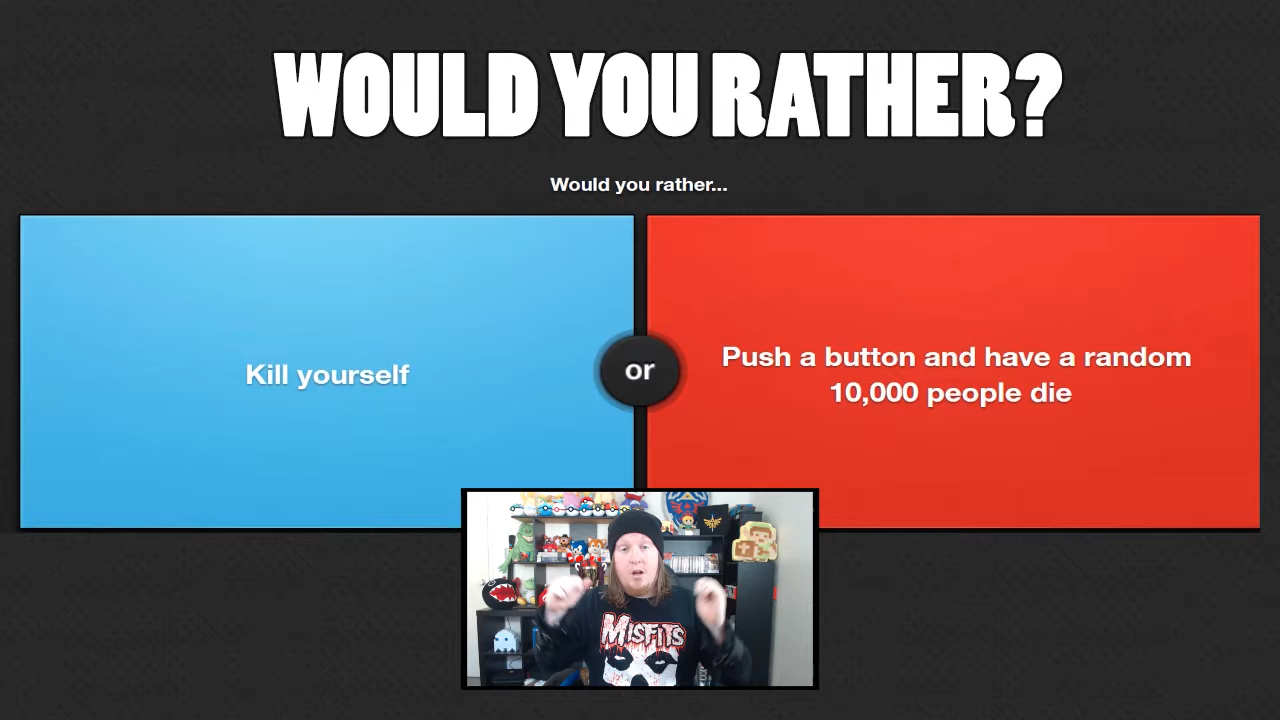 WOULD YOU RATHER?
Would you rather...
Kill yourself
or
Push a button and have a random
10,000 people die
MISFITS